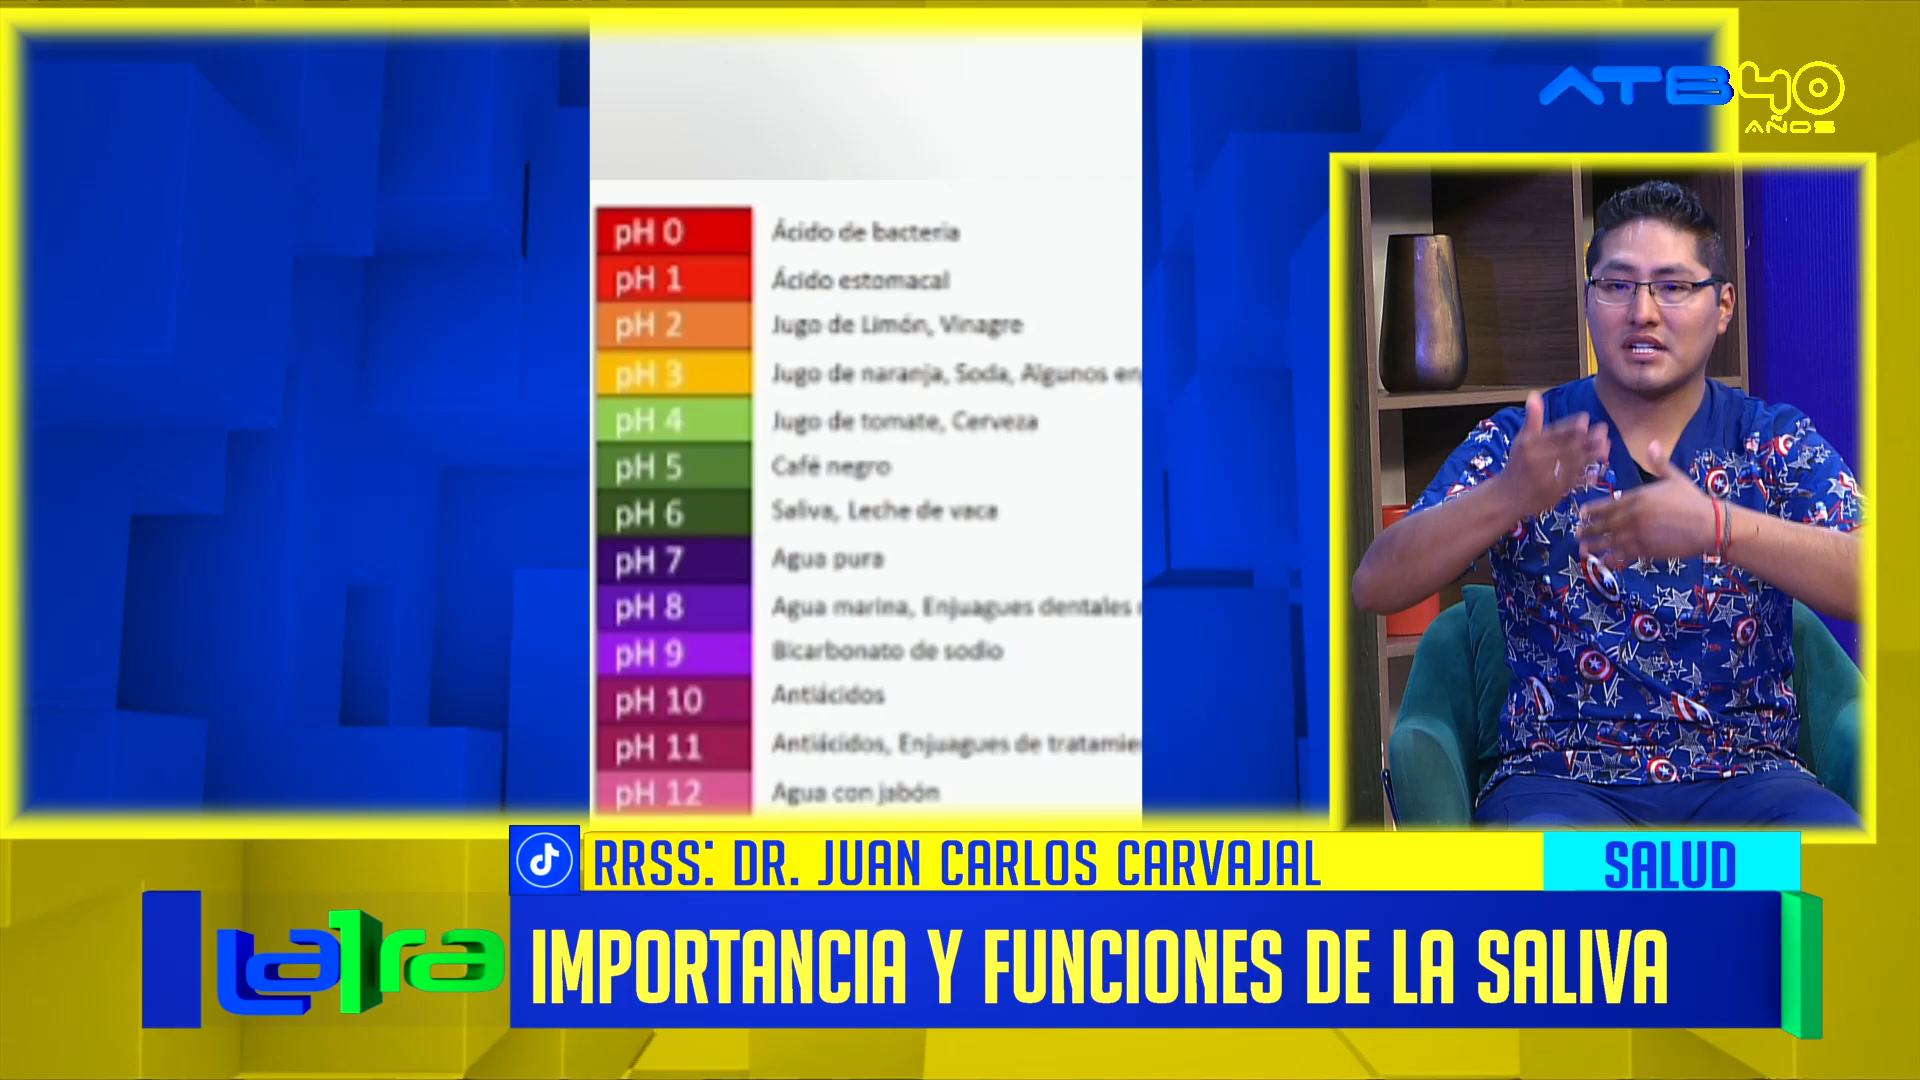 ATB 40
AÑOS
pH 0 Ácido de bacteria
pH 1 Ácido estomacal
pH 2 Jugo de Limón, Vinagre
pH 3 Jugo de naranja, Soda, Algunos en
pH 4 Jugo de tomate, Cerveza
pH 5 Café negro
pH 6 Saliva, Leche de vaca
pH 7 Agua pura
pH 8 Agua marina, Enjuagues dentales
pH 9 Bicarbonato de sodio
pH 10 Antiácidos
pH 11 Antiácidos, Enjuagues de tratamie
pH 12 Agua con jabón
RRSS: DR. JUAN CARLOS CARVAJAL
SALUD
La1ra
IMPORTANCIA Y FUNCIONES DE LA SALIVA